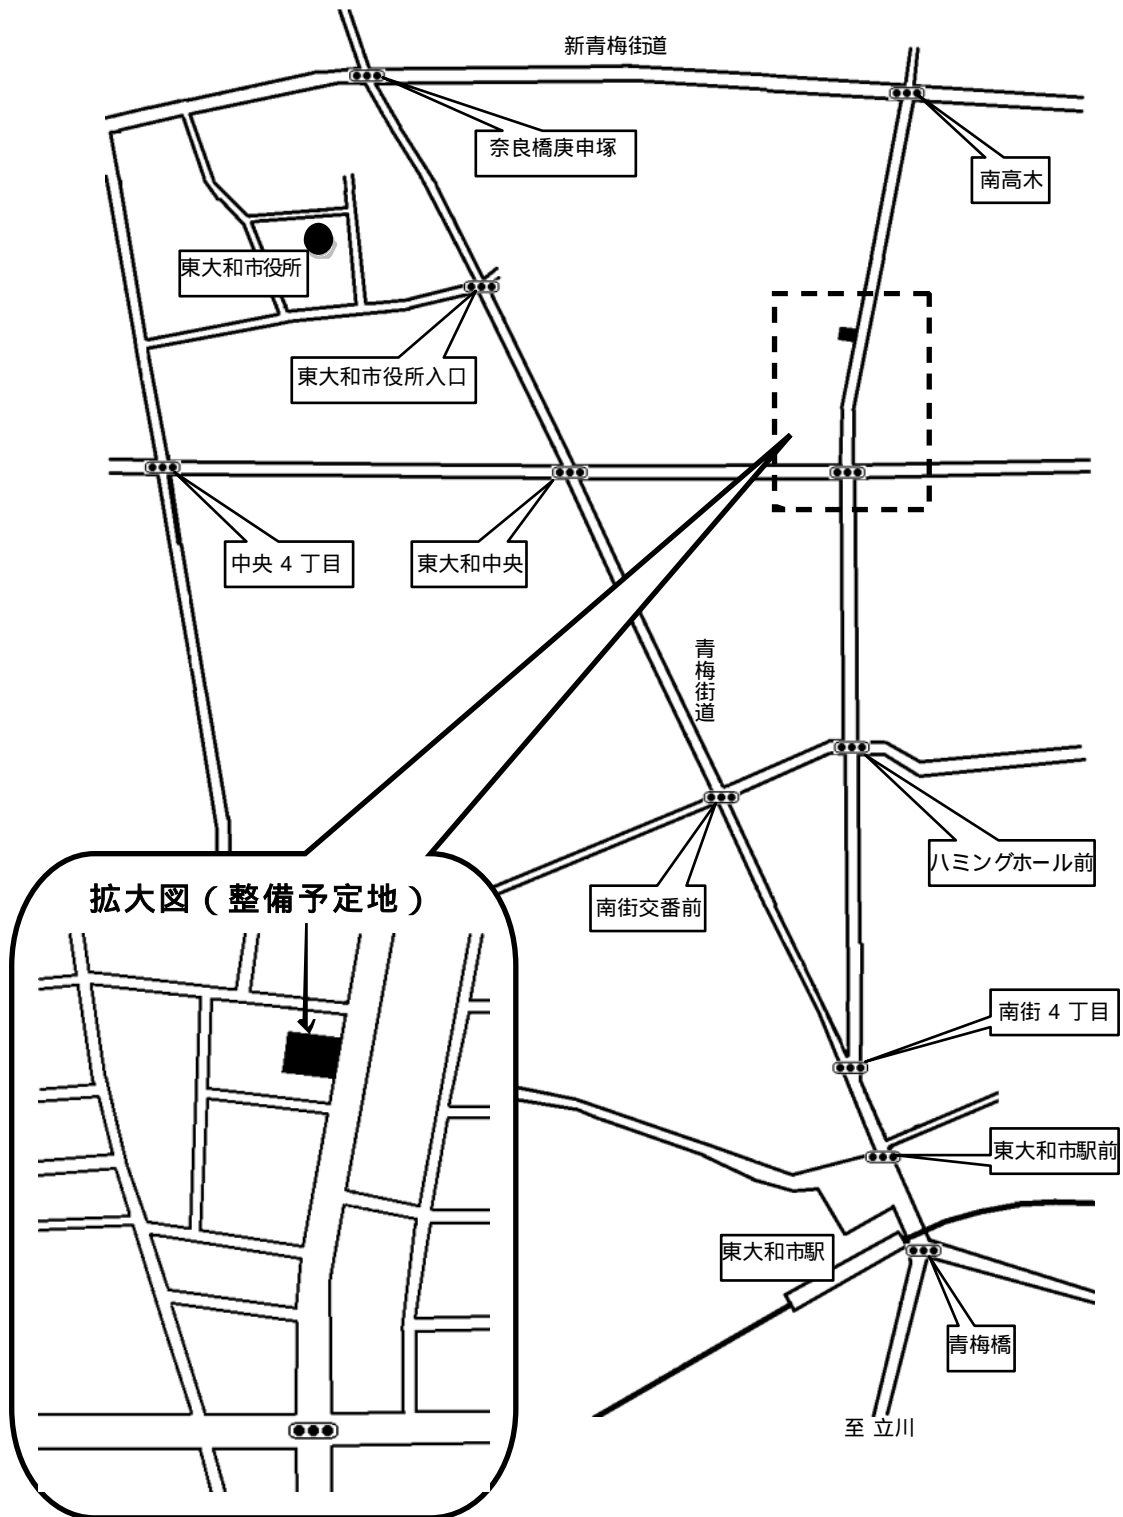 新青梅街道
奈良橋庚申塚
南高木
東大和市役所
東大和市役所入口
中央 4 丁目
東大和中央
青梅街道
ハミングホール前
南街交番前
拡大図（整備予定地）
南街 4 丁目
東大和市駅前
東大和市駅
青梅橋
至 立川